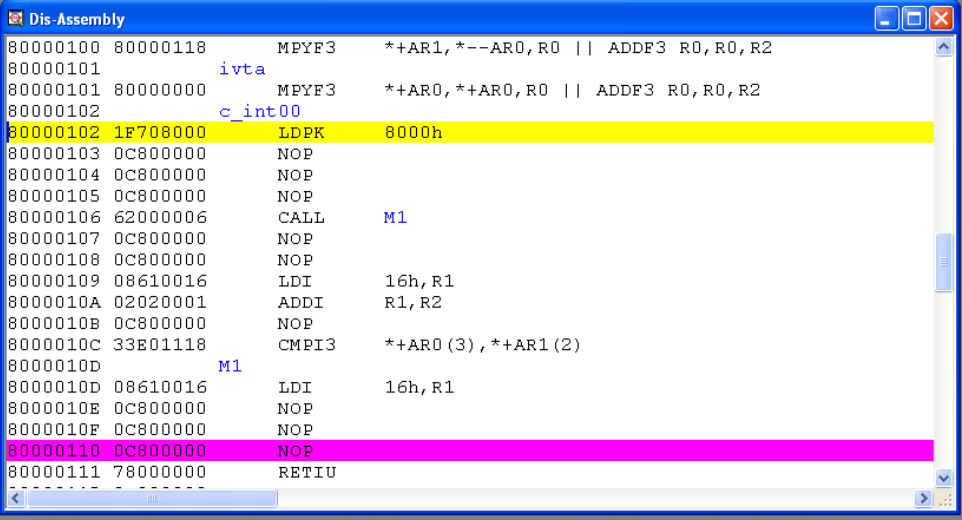 Dis-Assembly
80000100 80000118 MPYF3 *+AR1,*--AR0,R0 || ADDF3 R0,R0,R2
80000101 ivta
80000101 80000000 MPYF3 *+AR0,*+AR0,R0 || ADDF3 R0,R0,R2
80000102 c_int00
80000102 1F708000 LDPK 8000h
80000103 0C800000 NOP
80000104 0C800000 NOP
80000105 0C800000 NOP
80000106 62000006 CALL M1
80000107 0C800000 NOP
80000108 0C800000 NOP
80000109 08610016 LDI 16h,R1
8000010A 02020001 ADDI R1,R2
8000010B 0C800000 NOP
8000010C 33E01118 CMPI3 *+AR0(3),*+AR1(2)
8000010D M1
8000010D 08610016 LDI 16h,R1
8000010E 0C800000 NOP
8000010F 0C800000 NOP
80000110 0C800000 NOP
80000111 78000000 RETIU